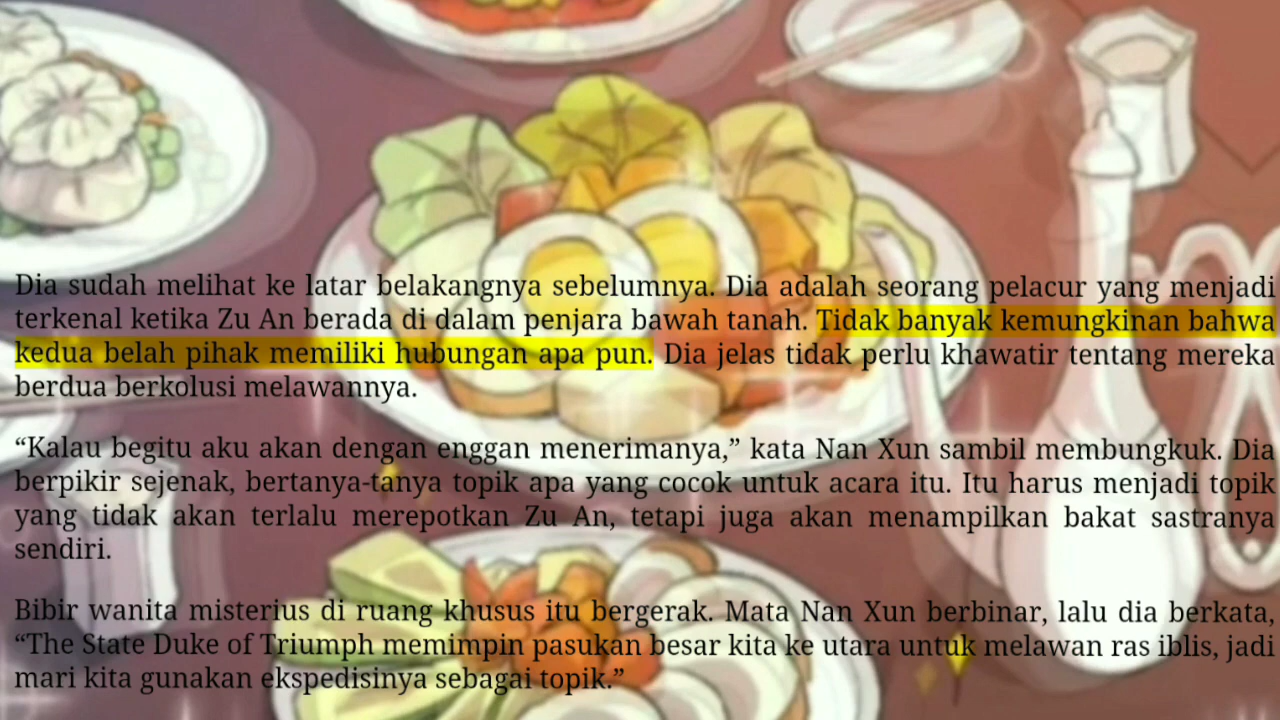 Dia sudah melihat ke latar belakangnya sebelumnya. Dia adalah seorang pelacur yang menjadi
terkenal ketika Zu An berada di dalam penjara bawah tanah. Tidak banyak kemungkinan bahwa
kedua belah pihak memiliki hubungan apa pun. Dia jelas tidak perlu khawatir tentang mereka
berdua berkolusi melawannya.
“Kalau begitu aku akan dengan enggan menerimanya,” kata Nan Xun sambil membungkuk. Dia
berpikir sejenak, bertanya-tanya topik apa yang cocok untuk acara itu. Itu harus menjadi topik
yang tidak akan terlalu merepotkan Zu An, tetapi juga akan menampilkan bakat sastranya
sendiri.
Bibir wanita misterius di ruang khusus itu bergerak. Mata Nan Xun berbinar, lalu dia berkata,
“The State Duke of Triumph memimpin pasukan besar kita ke utara untuk melawan ras iblis, jadi
mari kita gunakan ekspedisinya sebagai topik.”